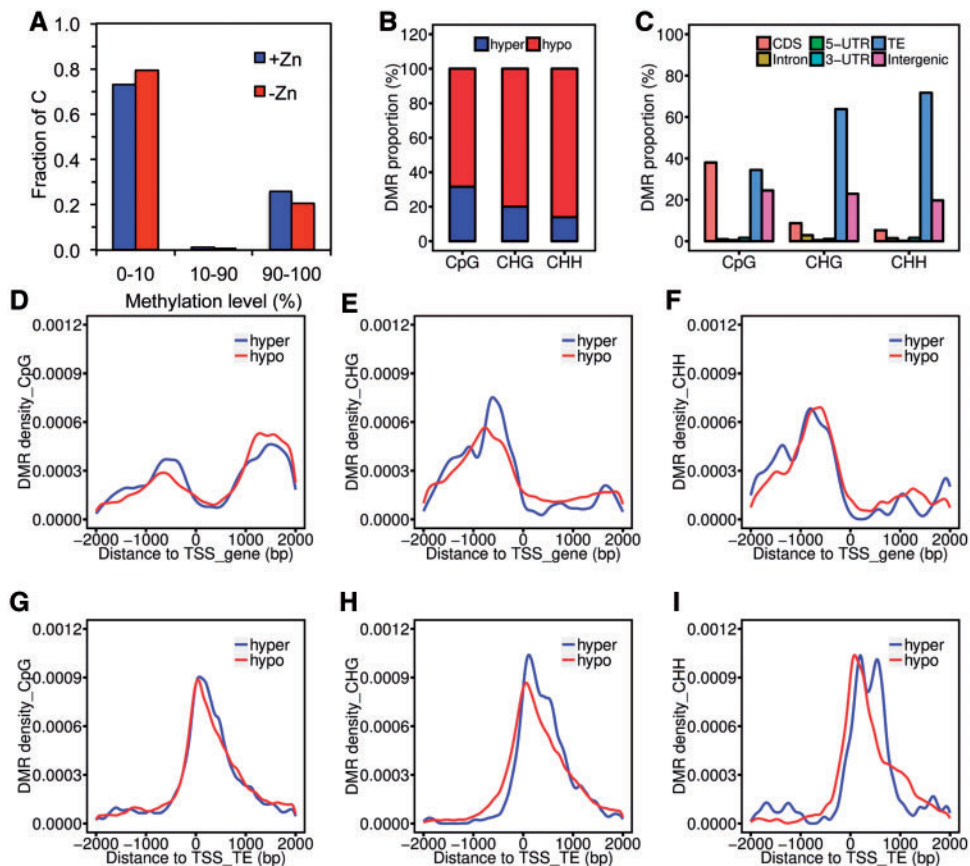 A
1.0
0.8
0.6
0.4
0.2
0.0
Fraction of C
+Zn
-Zn
0-10 10-90 90-100
Methylation level (%)
B
120
100
80
60
40
20
0
DMR proportion (%)
hyper hypo
CpG CHG CHH
C
100
80
60
40
20
0
DMR proportion (%)
CDS 5-UTR TE
Intron 3-UTR Intergenic
CpG CHG CHH
D
0.0012
0.0009
0.0006
0.0003
0.0000
DMR density_CpG
hyper
hypo
-2000 -1000 0 1000 2000
Distance to TSS_gene (bp)
E
0.0012
0.0009
0.0006
0.0003
0.0000
DMR density_CHG
hyper
hypo
-2000 -1000 0 1000 2000
Distance to TSS_gene (bp)
F
0.0012
0.0009
0.0006
0.0003
0.0000
DMR density_CHH
hyper
hypo
-2000 -1000 0 1000 2000
Distance to TSS_gene (bp)
G
0.0012
0.0009
0.0006
0.0003
0.0000
DMR density_CpG
hyper
hypo
-2000 -1000 0 1000 2000
Distance to TSS_TE (bp)
H
0.0012
0.0009
0.0006
0.0003
0.0000
DMR density_CHG
hyper
hypo
-2000 -1000 0 1000 2000
Distance to TSS_TE (bp)
I
0.0012
0.0009
0.0006
0.0003
0.0000
DMR density_CHH
hyper
hypo
-2000 -1000 0 1000 2000
Distance to TSS_TE (bp)